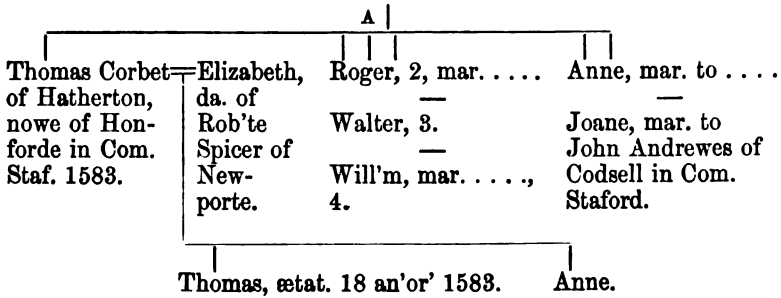 A
Thomas Corbet
of Hatherton,
nowe of Hon-
forde in Com.
Staf. 1583.
Elizabeth,
da. of
Rob'te
Spicer of
New-
porte.
Roger, 2, mar. . . . .
—
Walter, 3.
—
Will'm, mar. . . . . .,
4.
Anne, mar. to . . . .
—
Joane, mar. to
John Andrewes of
Codsell in Com.
Staford.
Thomas, ætat. 18 an'or' 1583.
Anne.